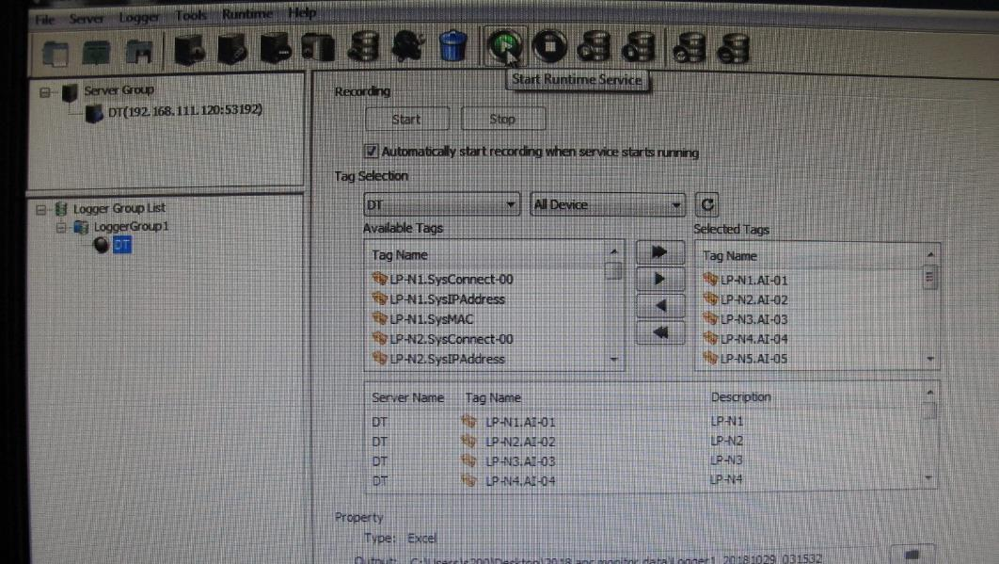 File Server Logger Tools Runtime Help
Start Runtime Service
Server Group
DT(192.168.111.120:53192)
Logger Group List
LoggerGroup1
DT
Recording
Start Stop
Automatically start recording when service starts running
Tag Selection
DT All Device
Available Tags
Tag Name
LP-N1.SysConnect-00
LP-N1.SysIPAddress
LP-N1.SysMAC
LP-N2.SysConnect-00
LP-N2.SysIPAddress
Selected Tags
Tag Name
LP-N1.AI-01
LP-N2.AI-02
LP-N3.AI-03
LP-N4.AI-04
LP-N5.AI-05
Server Name Tag Name Description
DT LP-N1.AI-01 LP-N1
DT LP-N2.AI-02 LP-N2
DT LP-N3.AI-03 LP-N3
DT LP-N4.AI-04 LP-N4
Property
Type: Excel
Output: